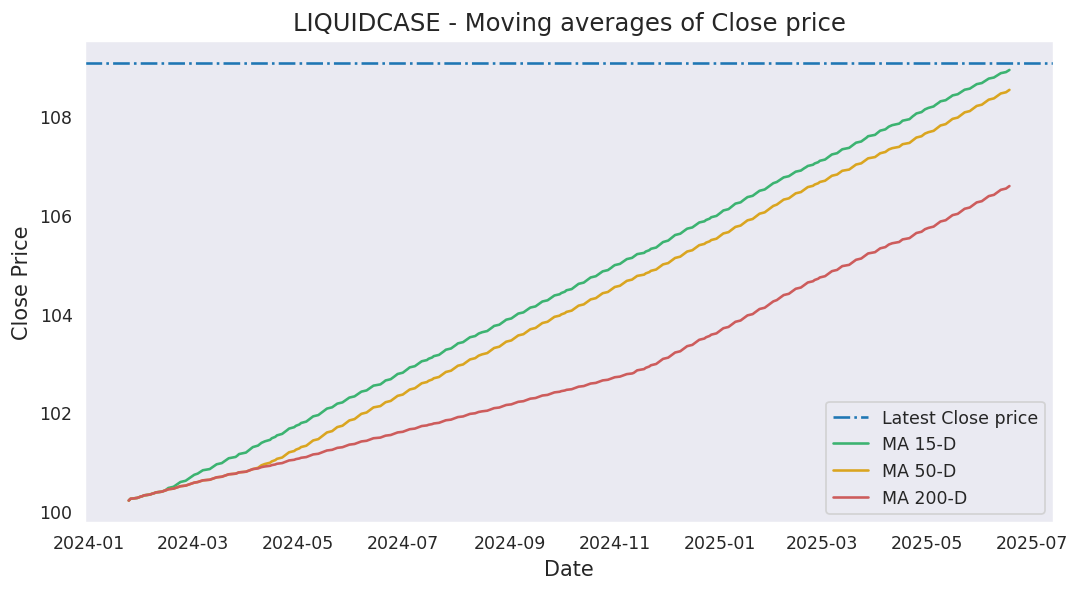 LIQUIDCASE - Moving averages of Close price
Close Price
108
106
104
102
100
Latest Close price
MA 15-D
MA 50-D
MA 200-D
2024-01 2024-03 2024-05 2024-07 2024-09 2024-11 2025-01 2025-03 2025-05 2025-07
Date